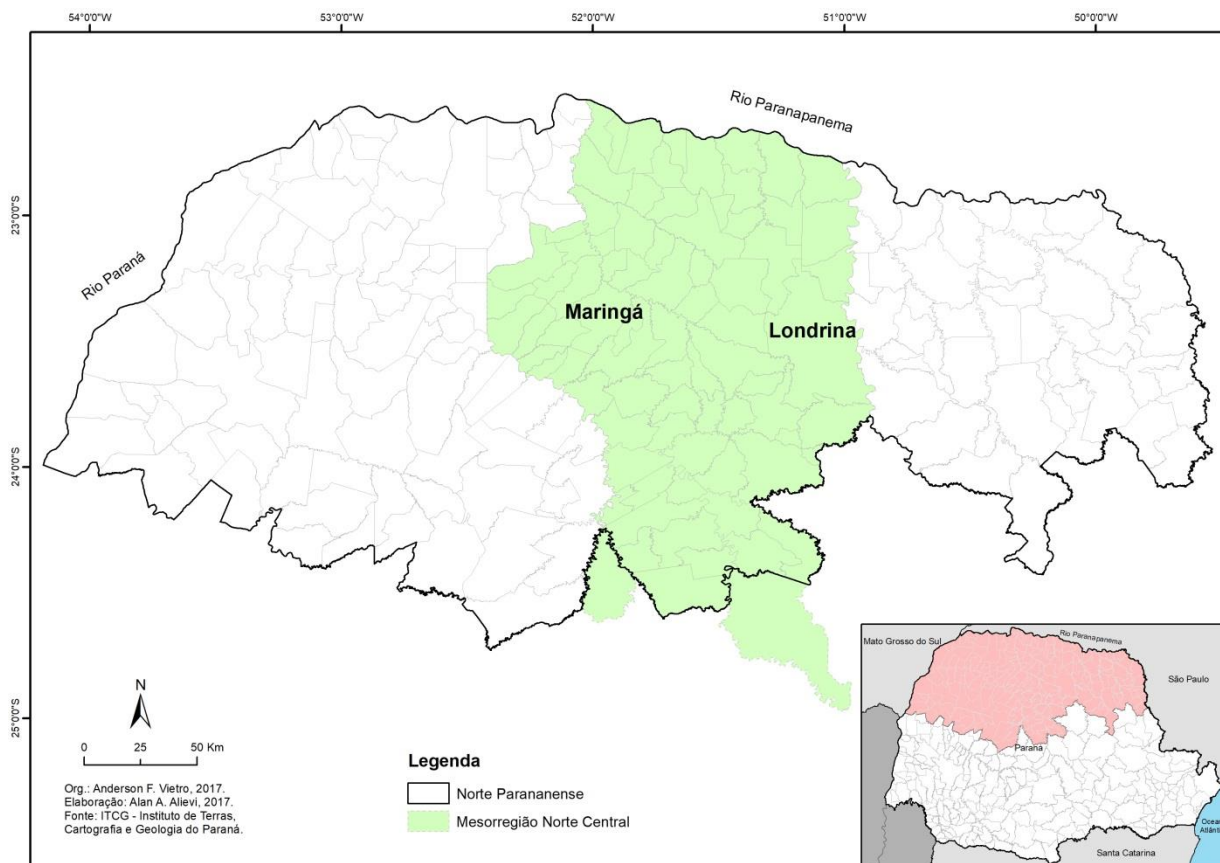 54°0'0"W
53°0'0"W
52°0'0"W
51°0'0"W
50°0'0"W
23°0'0"S
24°0'0"S
25°0'0"S
Rio Paranapanema
Rio Paraná
Maringá
Londrina
N
0 25 50 Km
Org.: Anderson F. Vietro, 2017.
Elaboração: Alan A. Alievi, 2017.
Fonte: ITCG - Instituto de Terras,
Cartografia e Geologia do Paraná.
Legenda
Norte Parananense
Mesorregião Norte Central
Mato Grosso do Sul
Rio Paranapanema
São Paulo
Paraná
Santa Catarina